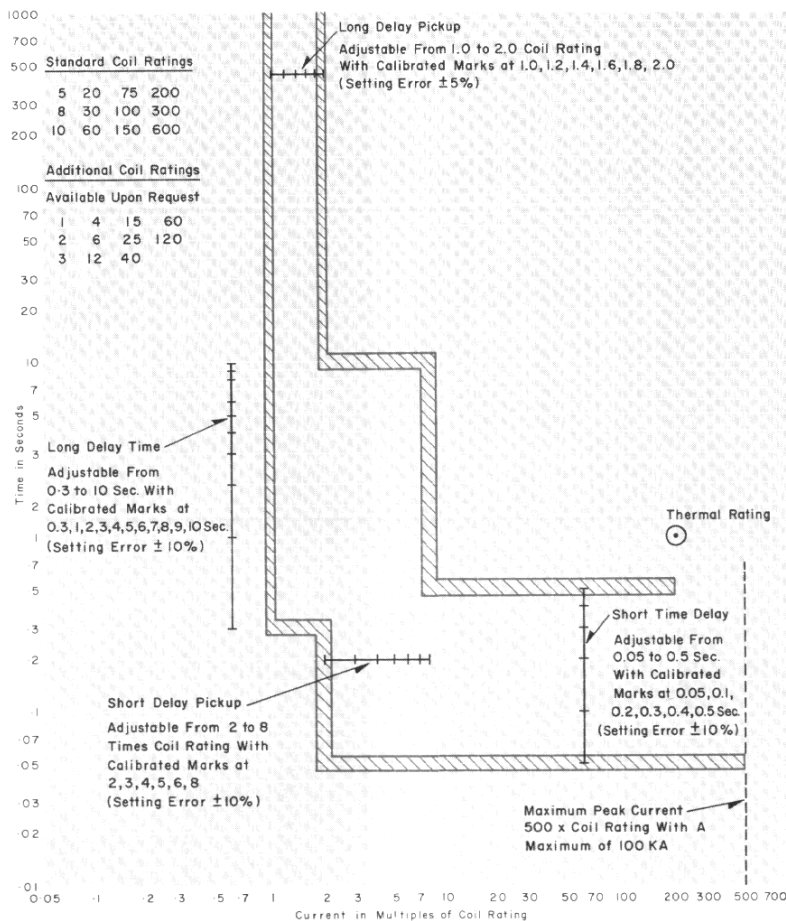 1000
700
500
300
200
100
70
50
30
20
10
7
5
3
2
1
.7
.5
.3
.2
.1
.07
.05
.03
.02
.01
Time in Seconds
Standard Coil Ratings
5 20 75 200
8 30 100 300
10 60 150 600
Additional Coil Ratings
Available Upon Request
1 4 15 60
2 6 25 120
3 12 40
Long Delay Pickup
Adjustable From 1.0 to 2.0 Coil Rating
With Calibrated Marks at 1.0, 1.2, 1.4, 1.6, 1.8, 2.0
(Setting Error ±5%)
Long Delay Time
Adjustable From
0.3 to 10 Sec. With
Calibrated Marks at
0.3,1,2,3,4,5,6,7,8,9,10 Sec.
(Setting Error ± 10%)
Thermal Rating
Short Time Delay
Adjustable From
0.05 to 0.5 Sec.
With Calibrated
Marks at 0.05,0.1,
0.2,0.3,0.4,0.5 Sec.
(Setting Error ±10%)
Short Delay Pickup
Adjustable From 2 to 8
Times Coil Rating With
Calibrated Marks at
2,3,4,5,6,8
(Setting Error ±10%)
Maximum Peak Current
500 x Coil Rating With A
Maximum of 100 KA
0.05 .1 .2 .3 .5 .7 1 2 3 5 7 10 20 30 50 70 100 200 300 500 700
Current in Multiples of Coil Rating